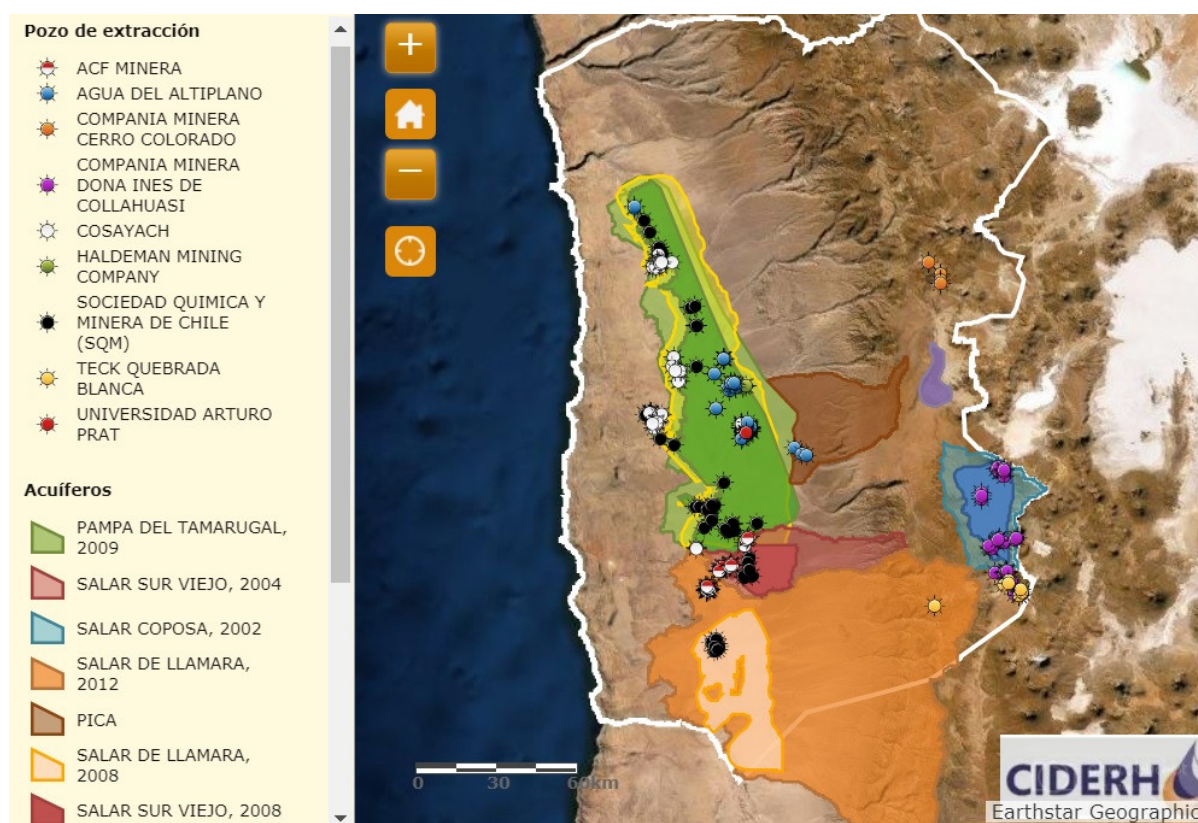 Pozo de extracción
ACF MINERA
AGUA DEL ALTIPLANO
COMPANIA MINERA
CERRO COLORADO
COMPANIA MINERA
DONA INES DE
COLLAHUASI
COSAYACH
HALDEMAN MINING
COMPANY
SOCIEDAD QUIMICA Y
MINERA DE CHILE
(SQM)
TECK QUEBRADA
BLANCA
UNIVERSIDAD ARTURO
PRAT
Acuíferos
PAMPA DEL TAMARUGAL,
2009
SALAR SUR VIEJO, 2004
SALAR COPOSA, 2002
SALAR DE LLAMARA,
2012
PICA
SALAR DE LLAMARA,
2008
SALAR SUR VIEJO, 2008
+
−
0 30 60km
CIDERH
Earthstar Geographic